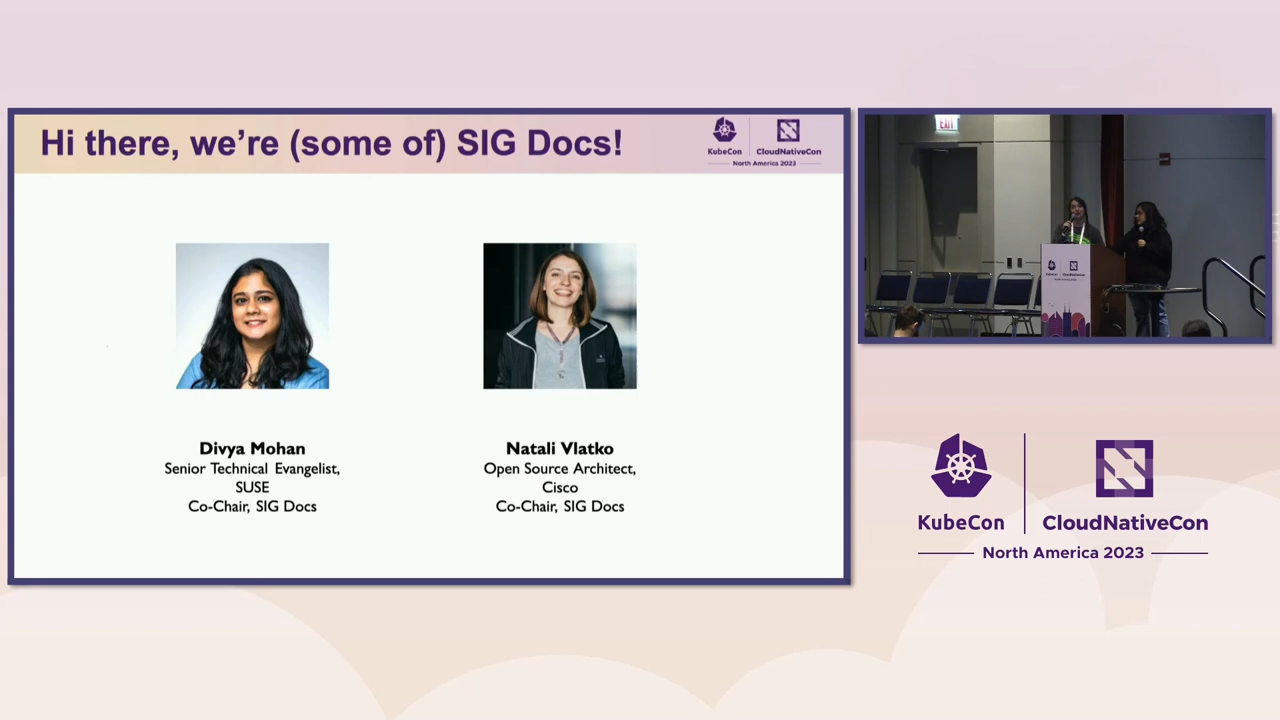 Hi there, we're (some of) SIG Docs!
KubeCon
CloudNativeCon
North America 2023
Divya Mohan
Senior Technical Evangelist,
SUSE
Co-Chair, SIG Docs
Natali Vlatko
Open Source Architect,
Cisco
Co-Chair, SIG Docs
EXIT
KubeCon
CloudNativeCon
North America 2023